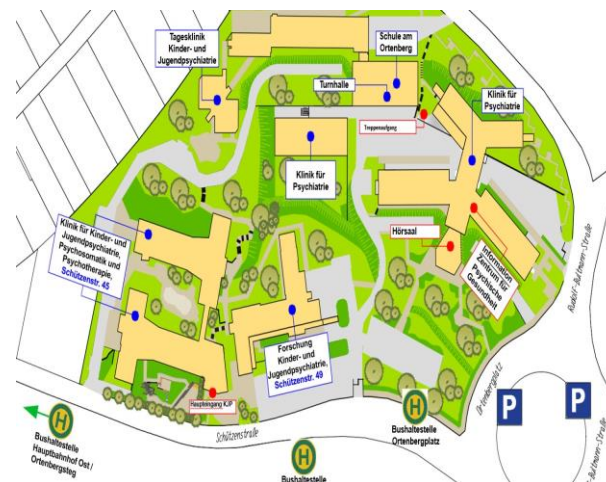 Tagesklinik
Kinder- und
Jugendpsychiatrie
Schule am
Ortenberg
Turnhalle
Treppenaufgang
Klinik für
Psychiatrie
Klinik für
Psychiatrie
Klinik für Kinder- und
Jugendpsychiatrie,
Psychosomatik und
Psychotherapie,
Schützenstr. 45
Hörsaal
Information
Zentrum für
Psychische
Gesundheit
Rudolf-Bultmann-Straße
Forschung
Kinder- und
Jugendpsychiatrie,
Schützenstr. 49
Haupteingang KJP
Ortenbergplatz
P
P
H
Bushaltestelle
Hauptbahnhof Ost /
Ortenbergsteg
Schützenstraße
H
Bushaltestelle
H
Bushaltestelle
Ortenbergplatz